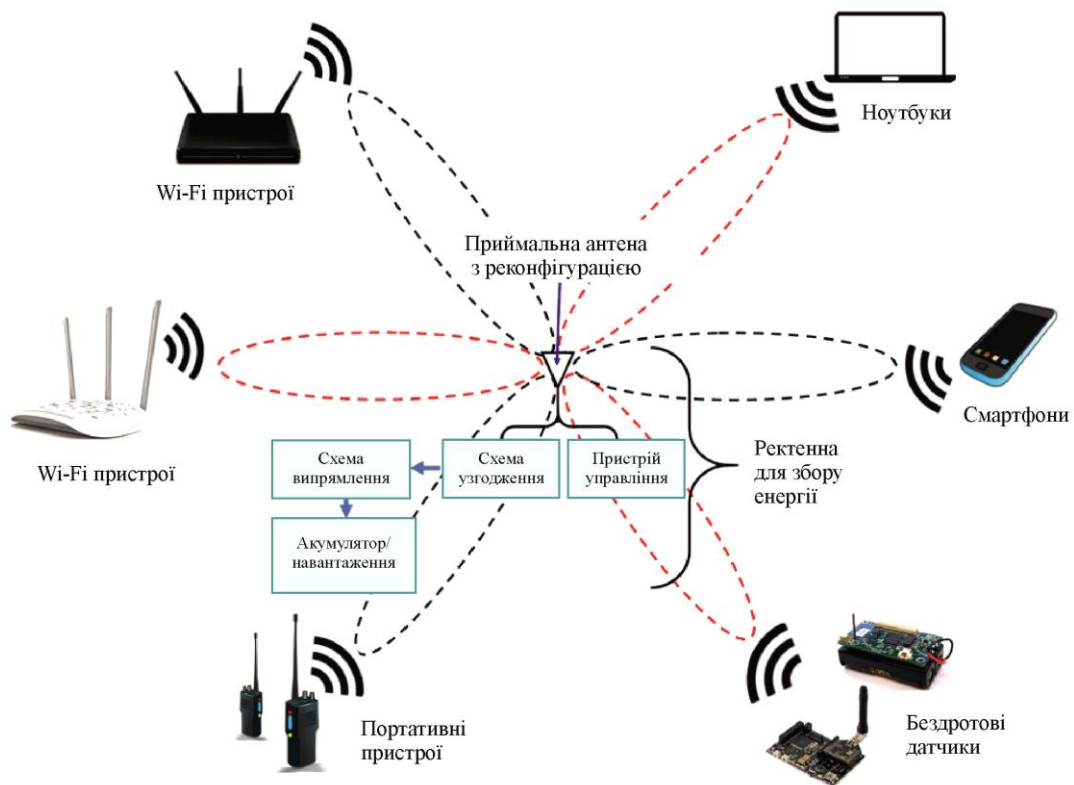 Ноутбуки
Wi-Fi пристрої
Приймальна антена
з реконфігурацією
Смартфони
Wi-Fi пристрої
Схема
випрямлення
Схема
узгодження
Пристрій
управління
Ректенна
для збору
енергії
Акумулятор/
навантаження
Портативні
пристрої
Бездротові
датчики